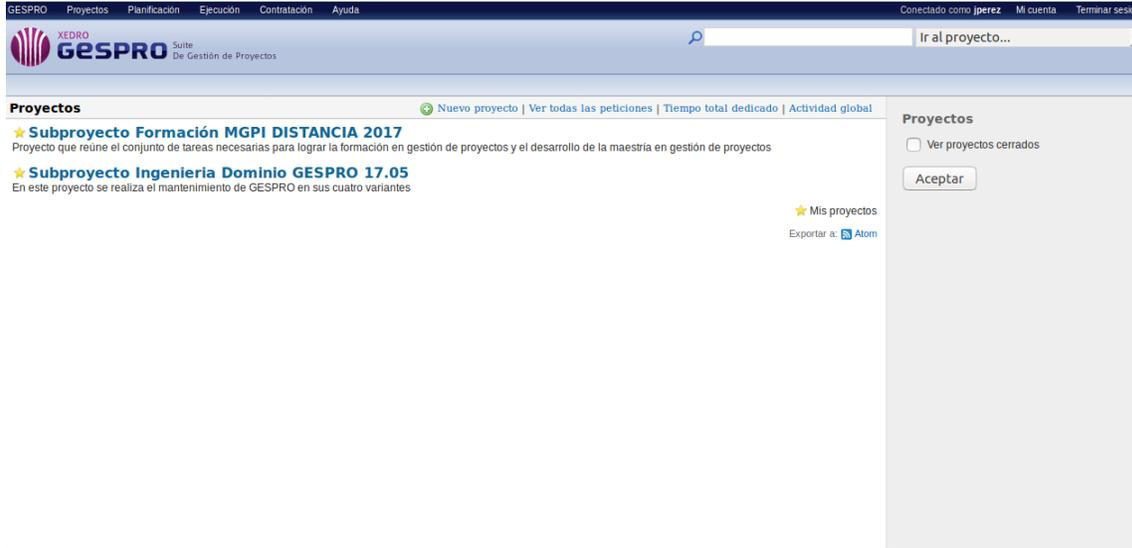 GESPRO Proyectos Planificación Ejecución Contratación Ayuda Conectado como jperez Mi cuenta Terminar sesi
XEDRO
GESPRO Suite
De Gestión de Proyectos
Ir al proyecto...
Proyectos
Nuevo proyecto | Ver todas las peticiones | Tiempo total dedicado | Actividad global
Subproyecto Formación MGPI DISTANCIA 2017
Proyecto que reúne el conjunto de tareas necesarias para lograr la formación en gestión de proyectos y el desarrollo de la maestría en gestión de proyectos
Subproyecto Ingenieria Dominio GESPRO 17.05
En este proyecto se realiza el mantenimiento de GESPRO en sus cuatro variantes
Mis proyectos
Exportar a: Atom
Proyectos
Ver proyectos cerrados
Aceptar